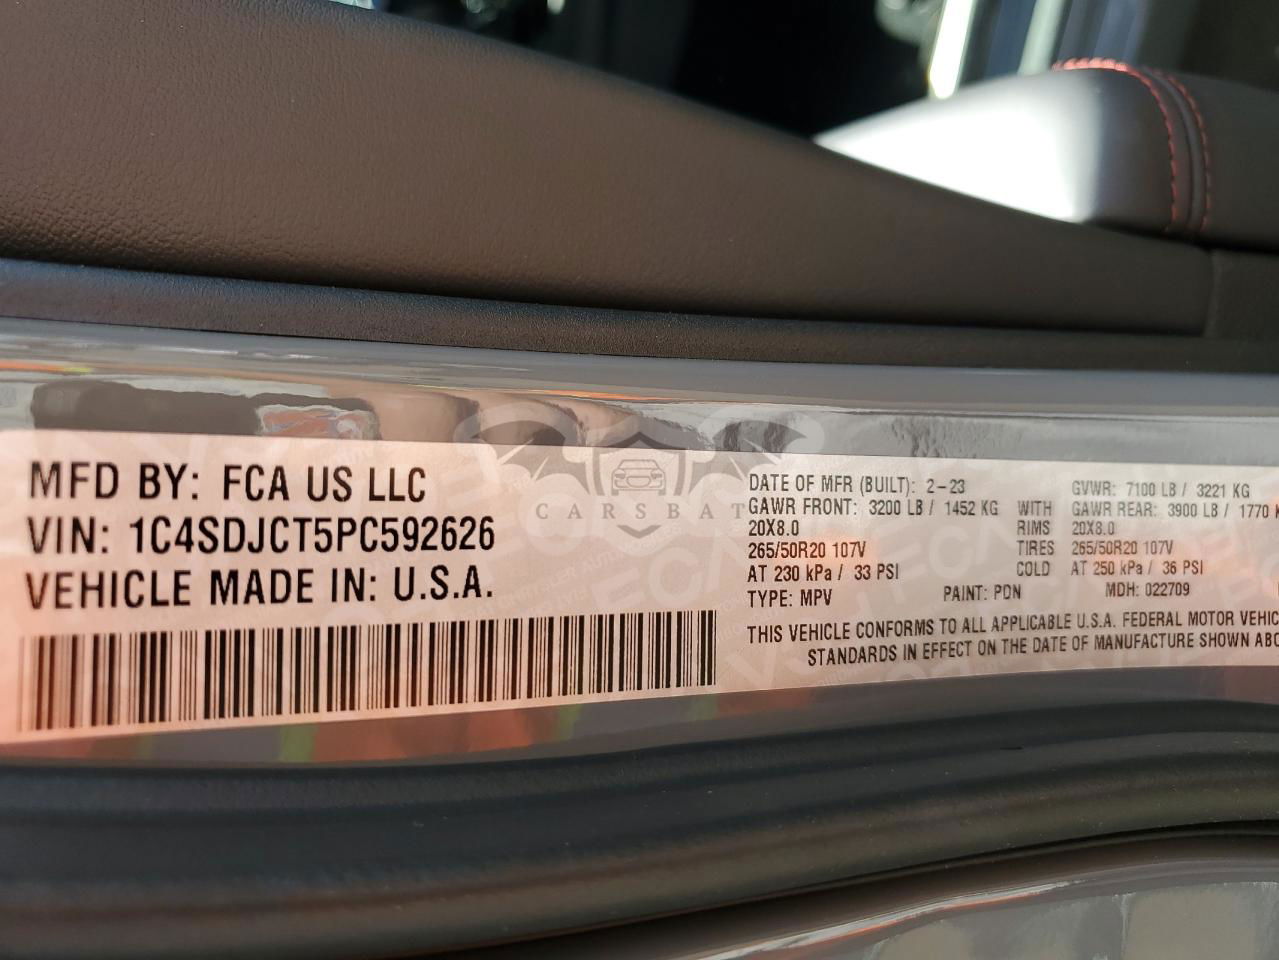 MFD BY: FCA US LLC
VIN: 1C4SDJCT5PC592626
VEHICLE MADE IN: U.S.A.
CARSBAT
DATE OF MFR (BUILT): 2-23 GVWR: 7100 LB / 3221 KG
GAWR FRONT: 3200 LB / 1452 KG WITH GAWR REAR: 3900 LB / 1770 K
20X8.0 RIMS 20X8.0
265/50R20 107V TIRES 265/50R20 107V
AT 230 kPa / 33 PSI COLD AT 250 kPa / 36 PSI
TYPE: MPV PAINT: PDN MDH: 022709
THIS VEHICLE CONFORMS TO ALL APPLICABLE U.S.A. FEDERAL MOTOR VEHIC
STANDARDS IN EFFECT ON THE DATE OF MANUFACTURE SHOWN ABO